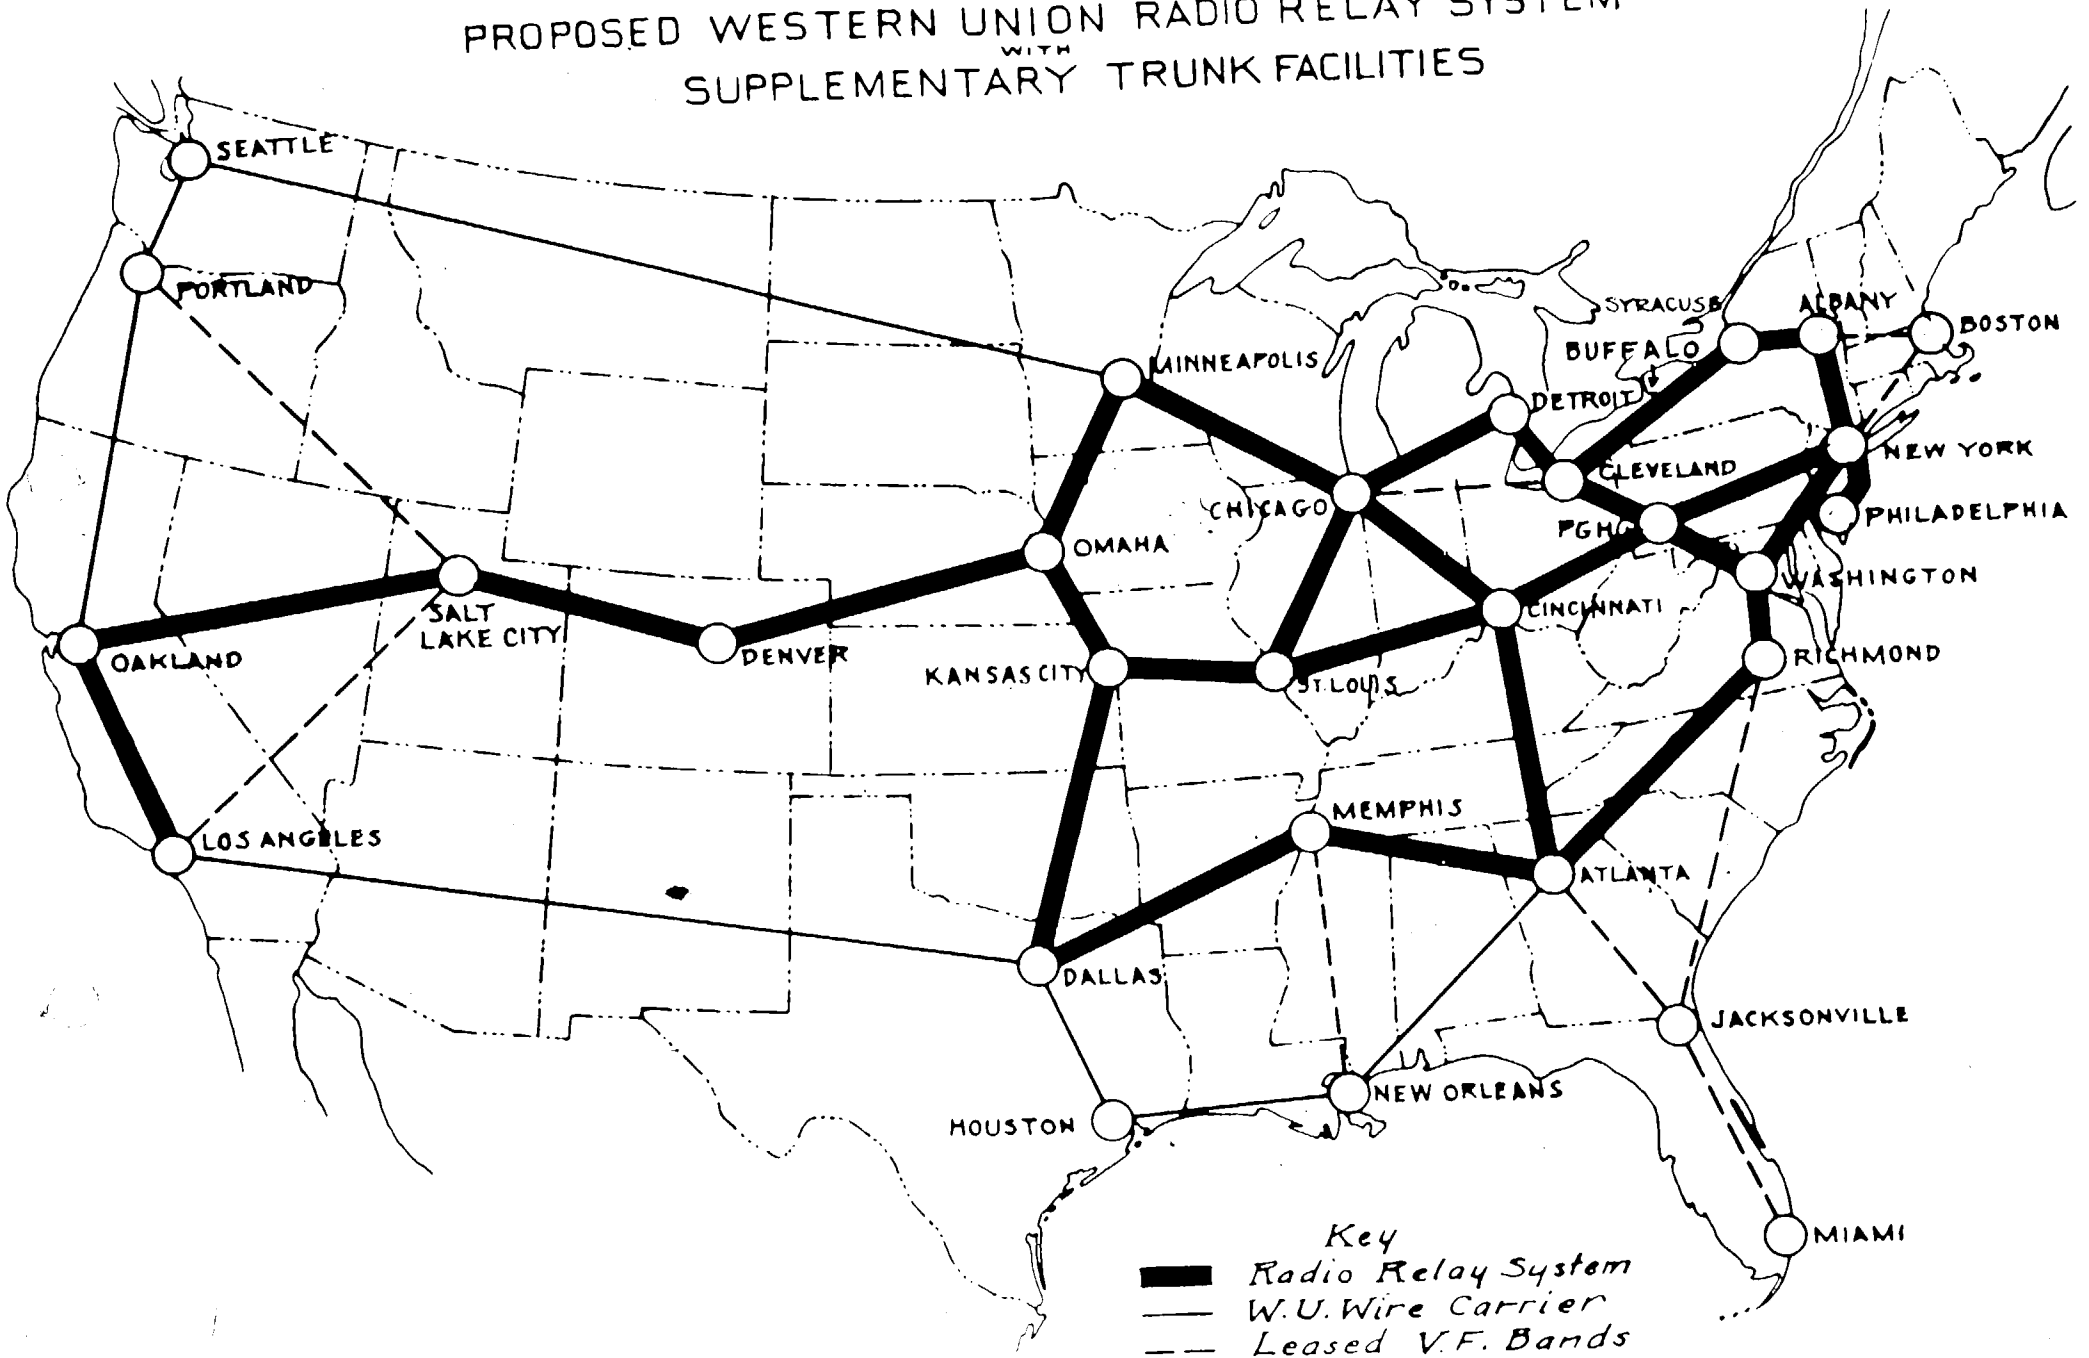 PROPOSED WESTERN UNION RADIO RELAY SYSTEM
WITH
SUPPLEMENTARY TRUNK FACILITIES
SEATTLE
PORTLAND
MINNEAPOLIS
SYRACUSE
ALBANY
BOSTON
BUFFALO
DETROIT
NEW YORK
CLEVELAND
CHICAGO
PGH
PHILADELPHIA
OMAHA
WASHINGTON
SALT
LAKE CITY
CINCINNATI
OAKLAND
DENVER
KANSAS CITY
ST. LOUIS
RICHMOND
LOS ANGELES
MEMPHIS
ATLANTA
DALLAS
JACKSONVILLE
NEW ORLEANS
HOUSTON
MIAMI
Key
Radio Relay System
W.U. Wire Carrier
Leased V.F. Bands